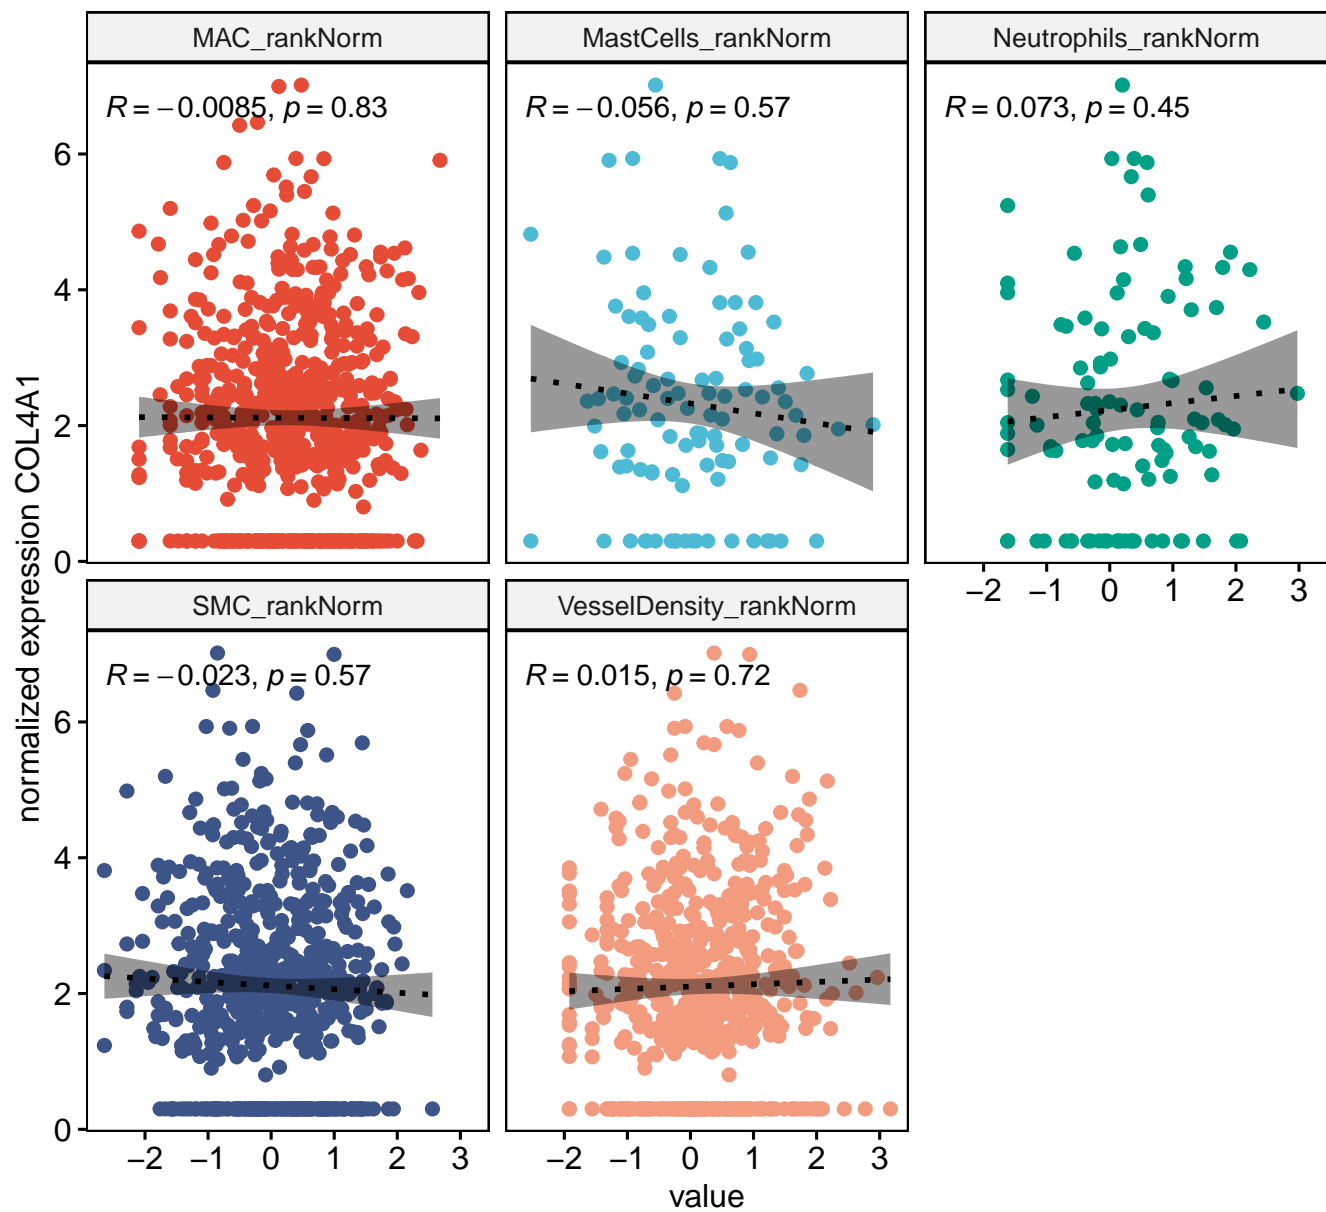 MAC_rankNorm
MastCells_rankNorm
Neutrophils_rankNorm
R = −0.0085, p = 0.83
R = −0.056, p = 0.57
R = 0.073, p = 0.45
6
4
2
0
−2 −1 0 1 2 3
normalized expression COL4A1
SMC_rankNorm
VesselDensity_rankNorm
R = −0.023, p = 0.57
R = 0.015, p = 0.72
6
4
2
0
−2 −1 0 1 2 3
−2 −1 0 1 2 3
value